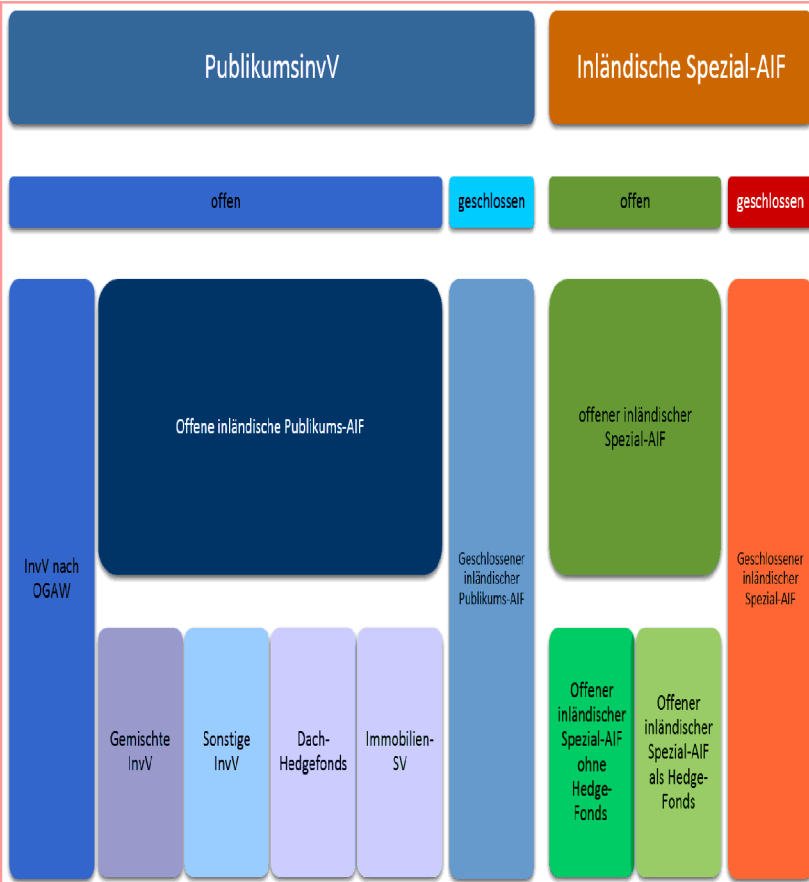 PublikumsinvV
Inländische Spezial-AIF
offen
geschlossen
offen
geschlossen
InvV nach
OGAW
Offene inländische Publikums-AIF
Geschlossener
inländischer
Publikums-AIF
offener inländischer
Spezial-AIF
Geschlossener
inländischer
Spezial-AIF
Gemischte
InvV
Sonstige
InvV
Dach-
Hedgefonds
Immobilien-
SV
Offener
inländischer
Spezial-AIF
ohne
Hedge-
Fonds
Offener
inländischer
Spezial-AIF
als Hedge-
Fonds